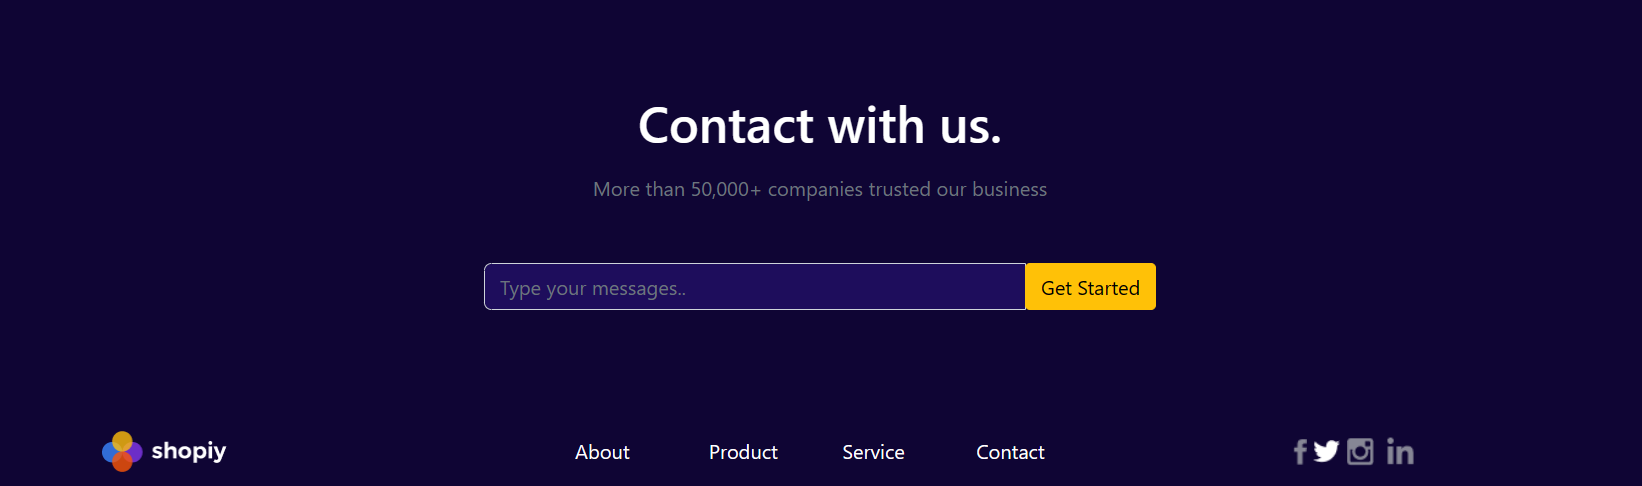 Contact with us.
More than 50,000+ companies trusted our business
Type your messages.. Get Started
shopiy About Product Service Contact f in